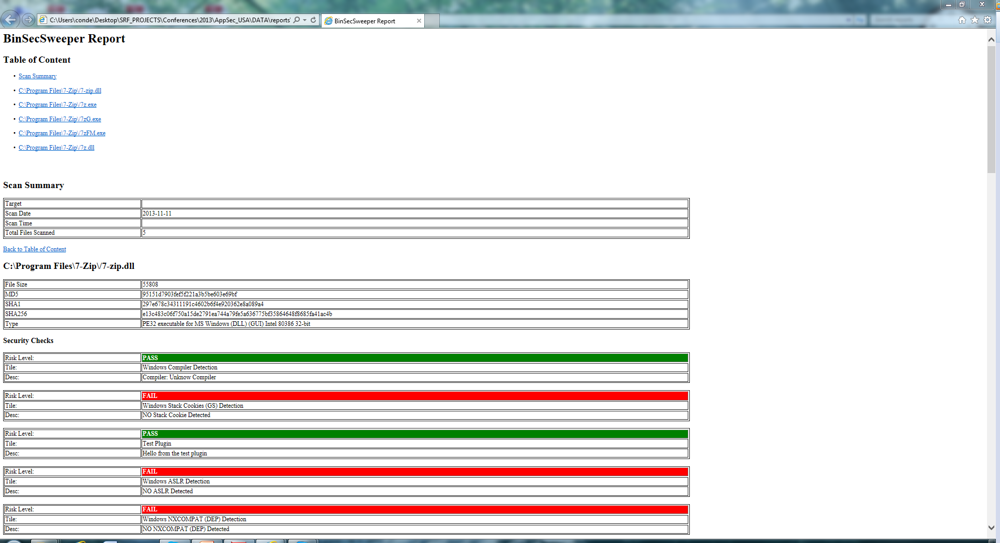 C:\Users\conde\Desktop\SRF_PROJECTS\Conferences\2013\AppSec_USA\DATA\reports'
BinSecSweeper Report
BinSecSweeper Report
Table of Content
• Scan Summary
• C:\Program Files\7-Zip\/7-zip.dll
• C:\Program Files\7-Zip\/7z.exe
• C:\Program Files\7-Zip\/7zG.exe
• C:\Program Files\7-Zip\/7zFM.exe
• C:\Program Files\7-Zip\/7z.dll
Scan Summary
Target
Scan Date 2013-11-11
Scan Time
Total Files Scanned 5
Back to Table of Content
C:\Program Files\7-Zip\/7-zip.dll
File Size 55808
MD5 95151d7903fef5f221a3b5be603e69bf
SHA1 297e678c34311191c4602b6f4e920362e8a089a4
SHA256 e13c483c06f750a15de2791ea744a79fe5a636775bf35864648f8685fa41ac4b
Type PE32 executable for MS Windows (DLL) (GUI) Intel 80386 32-bit
Security Checks
Risk Level: PASS
Tile: Windows Compiler Detection
Desc: Compiler: Unknow Compiler
Risk Level: FAIL
Tile: Windows Stack Cookies (GS) Detection
Desc: NO Stack Cookie Detected
Risk Level: PASS
Tile: Test Plugin
Desc: Hello from the test plugin
Risk Level: FAIL
Tile: Windows ASLR Detection
Desc: NO ASLR Detected
Risk Level: FAIL
Tile: Windows NXCOMPAT (DEP) Detection
Desc: NO NXCOMPAT (DEP) Detected